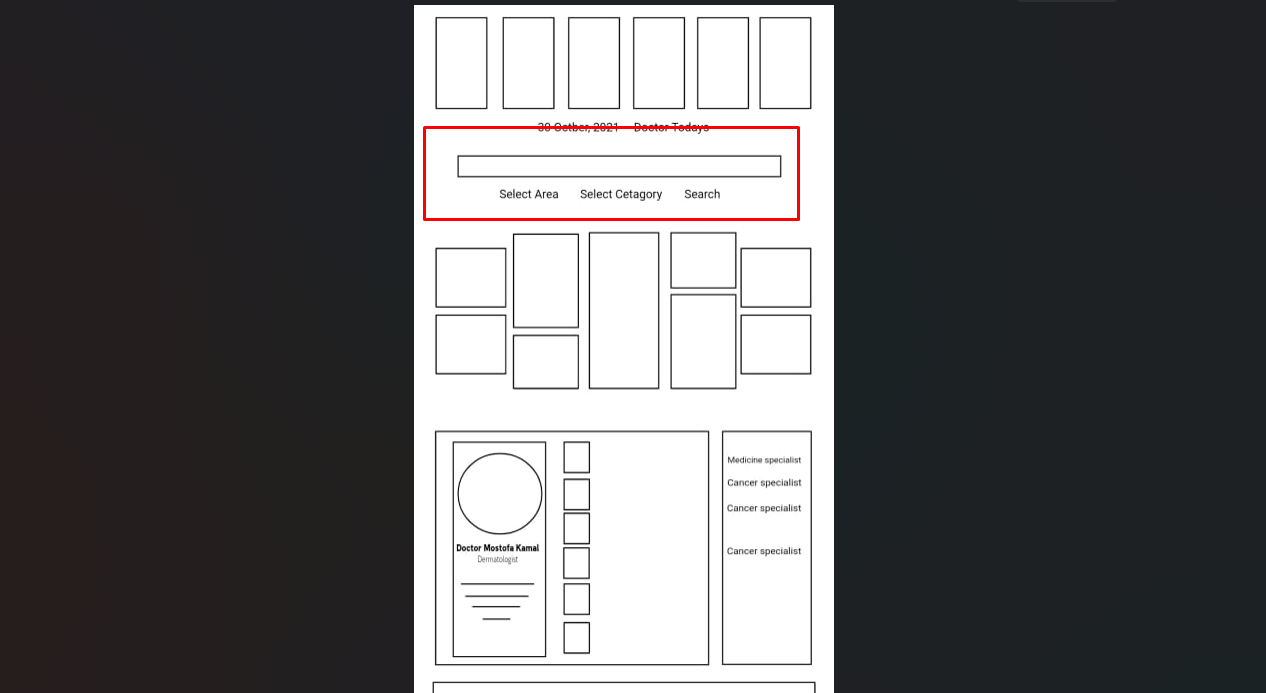 30 Octber, 2021 Doctor Todays
Select Area Select Cetagory Search
Medicine specialist
Cancer specialist
Cancer specialist
Cancer specialist
Doctor Mostofa Kamal
Dermatologist